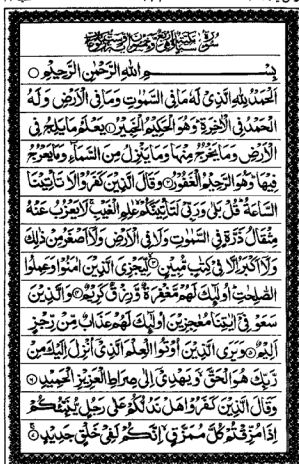 بِسْمِ اللهِ الرَّحْمٰنِ الرَّحِيْمِ
اَلْحَمْدُ لِلّٰهِ الَّذِيْ لَهٗ مَا فِي السَّمٰوٰتِ وَمَا فِي الْاَرْضِ وَلَهُ
الْحَمْدُ فِي الْاٰخِرَةِ وَهُوَ الْحَكِيْمُ الْخَبِيْرُ ۝ يَعْلَمُ مَا يَلِجُ فِي
الْاَرْضِ وَمَا يَخْرُجُ مِنْهَا وَمَا يَنْزِلُ مِنَ السَّمَآءِ وَمَا يَعْرُجُ
فِيْهَا وَهُوَ الرَّحِيْمُ الْغَفُوْرُ ۝ وَقَالَ الَّذِيْنَ كَفَرُوْا لَا تَأْتِيْنَا
السَّاعَةُ قُلْ بَلٰى وَرَبِّيْ لَتَأْتِيَنَّكُمْ عٰلِمِ الْغَيْبِ لَا يَعْزُبُ عَنْهُ
مِثْقَالُ ذَرَّةٍ فِي السَّمٰوٰتِ وَلَا فِي الْاَرْضِ وَلَآ اَصْغَرُ مِنْ ذٰلِكَ
وَلَآ اَكْبَرُ اِلَّا فِيْ كِتٰبٍ مُّبِيْنٍ ۝ لِّيَجْزِيَ الَّذِيْنَ اٰمَنُوْا وَعَمِلُوا
الصّٰلِحٰتِ اُولٰٓئِكَ لَهُمْ مَّغْفِرَةٌ وَّرِزْقٌ كَرِيْمٌ ۝ وَالَّذِيْنَ
سَعَوْ فِيْٓ اٰيٰتِنَا مُعٰجِزِيْنَ اُولٰٓئِكَ لَهُمْ عَذَابٌ مِّنْ رِّجْزٍ
اَلِيْمٌ ۝ وَيَرَى الَّذِيْنَ اُوْتُوا الْعِلْمَ الَّذِيْٓ اُنْزِلَ اِلَيْكَ مِنْ
رَّبِّكَ هُوَ الْحَقَّ وَيَهْدِيْٓ اِلٰى صِرَاطِ الْعَزِيْزِ الْحَمِيْدِ ۝
وَقَالَ الَّذِيْنَ كَفَرُوْا هَلْ نَدُلُّكُمْ عَلٰى رَجُلٍ يُّنَبِّئُكُمْ
اِذَا مُزِّقْتُمْ كُلَّ مُمَزَّقٍ اِنَّكُمْ لَفِيْ خَلْقٍ جَدِيْدٍ ۝